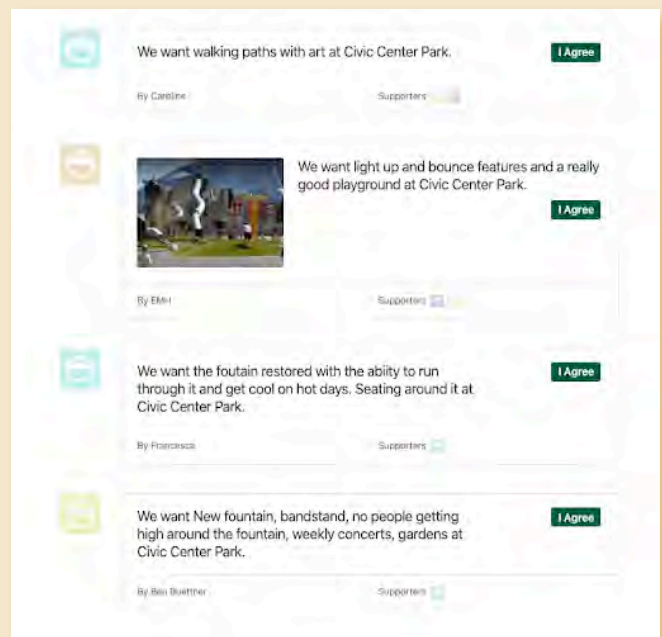 We want walking paths with art at Civic Center Park.
I Agree
By Caroline
Supporters
We want light up and bounce features and a really
good playground at Civic Center Park.
I Agree
By EMH
Supporters
We want the foutain restored with the abiity to run
through it and get cool on hot days. Seating around it at
Civic Center Park.
I Agree
By Francesca
Supporters
We want New fountain, bandstand, no people getting
high around the fountain, weekly concerts, gardens at
Civic Center Park.
I Agree
By Ben Buettner
Supporters